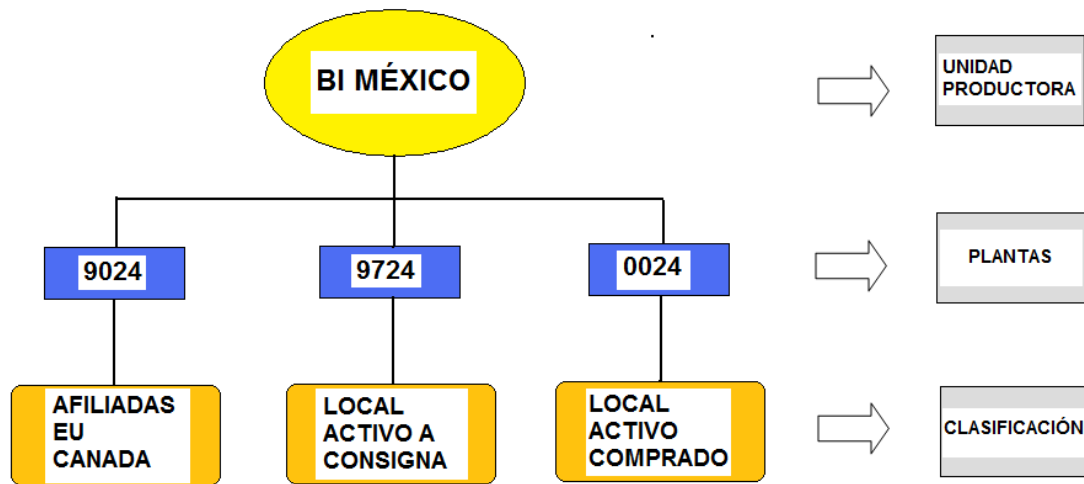 BI MÉXICO
UNIDAD
PRODUCTORA
9024
9724
0024
PLANTAS
AFILIADAS
EU
CANADA
LOCAL
ACTIVO A
CONSIGNA
LOCAL
ACTIVO
COMPRADO
CLASIFICACIÓN